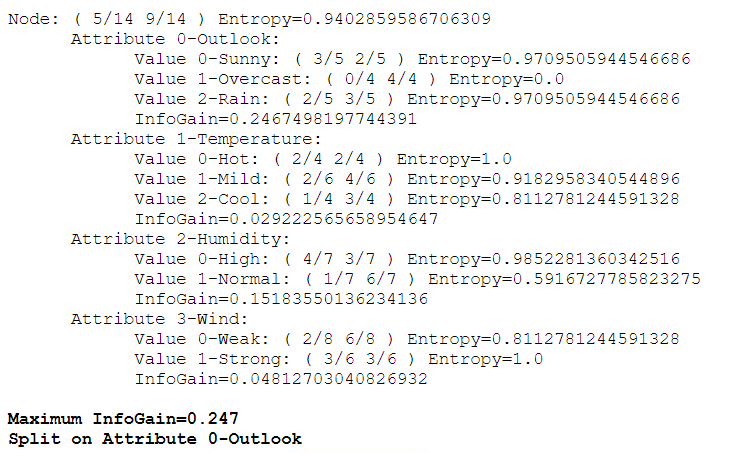 Node: ( 5/14 9/14 ) Entropy=0.9402859586706309
Attribute 0-Outlook:
Value 0-Sunny: ( 3/5 2/5 ) Entropy=0.9709505944546686
Value 1-Overcast: ( 0/4 4/4 ) Entropy=0.0
Value 2-Rain: ( 2/5 3/5 ) Entropy=0.9709505944546686
InfoGain=0.2467498197744391
Attribute 1-Temperature:
Value 0-Hot: ( 2/4 2/4 ) Entropy=1.0
Value 1-Mild: ( 2/6 4/6 ) Entropy=0.9182958340544896
Value 2-Cool: ( 1/4 3/4 ) Entropy=0.8112781244591328
InfoGain=0.029222565658954647
Attribute 2-Humidity:
Value 0-High: ( 4/7 3/7 ) Entropy=0.9852281360342516
Value 1-Normal: ( 1/7 6/7 ) Entropy=0.5916727785823275
InfoGain=0.15183550136234136
Attribute 3-Wind:
Value 0-Weak: ( 2/8 6/8 ) Entropy=0.8112781244591328
Value 1-Strong: ( 3/6 3/6 ) Entropy=1.0
InfoGain=0.04812703040826932
Maximum InfoGain=0.247
Split on Attribute 0-Outlook